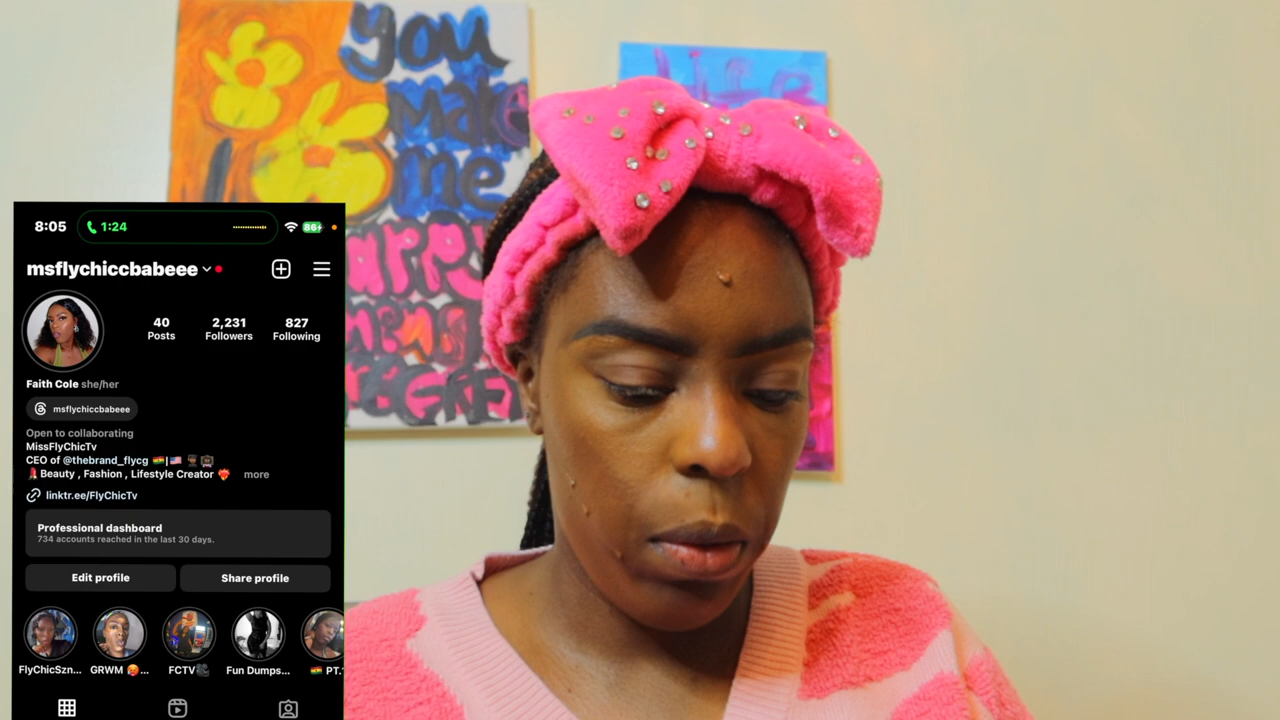 you
make
me
life
8:05 1:24 86
msflychiccbabeee
40 2,231 827
Posts Followers Following
Faith Cole she/her
msflychiccbabeee
Open to collaborating
MissFlyChicTv
CEO of @thebrand_flycg 🇬🇭|🇺🇸
Beauty , Fashion , Lifestyle Creator ❤️‍🔥 more
linktr.ee/FlyChicTv
Professional dashboard
734 accounts reached in the last 30 days.
Edit profile Share profile
FlyChicSzn... GRWM 🥵... FCTV Fun Dumps... 🇬🇭 PT.